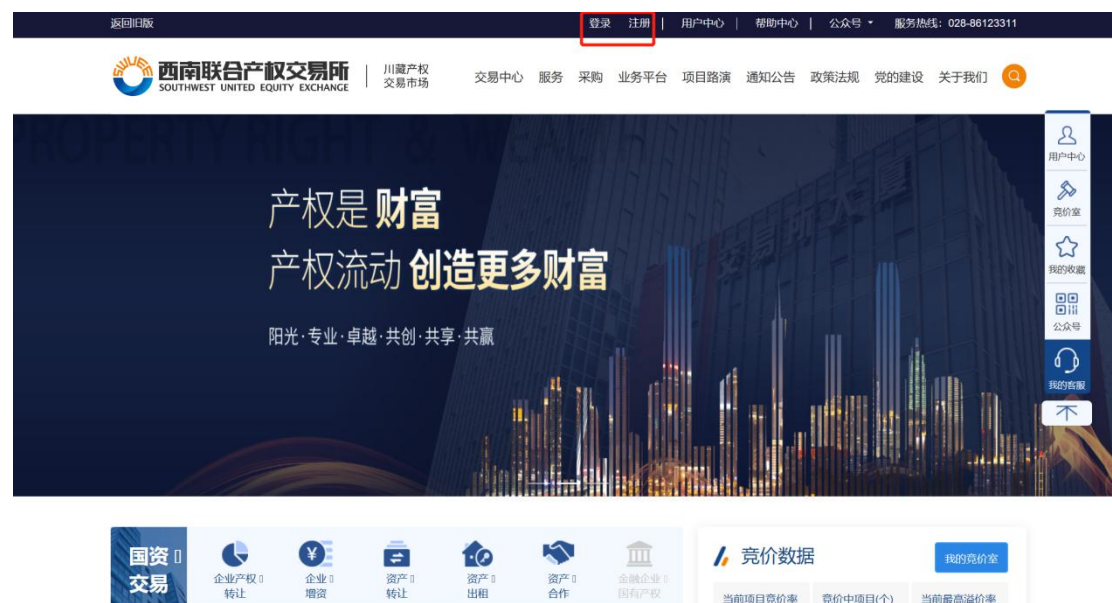 返回旧版 登录 注册 | 用户中心 | 帮助中心 | 公众号 服务热线：028-86123311
西南联合产权交易所
SOUTHWEST UNITED EQUITY EXCHANGE
川藏产权
交易市场
交易中心 服务 采购 业务平台 项目路演 通知公告 政策法规 党的建设 关于我们
PROPERTY RIGHT & WEALTH
产权是 财富
产权流动 创造更多财富
阳光·专业·卓越·共创·共享·共赢
用户中心
竞价室
我的收藏
公众号
我的客服
国资
交易
企业产权
转让
企业
增资
资产
转让
资产
出租
资产
合作
金融企业
国有产权
竞价数据
我的竞价室
当前项目竞价率 竞价中项目(个) 当前最高溢价率